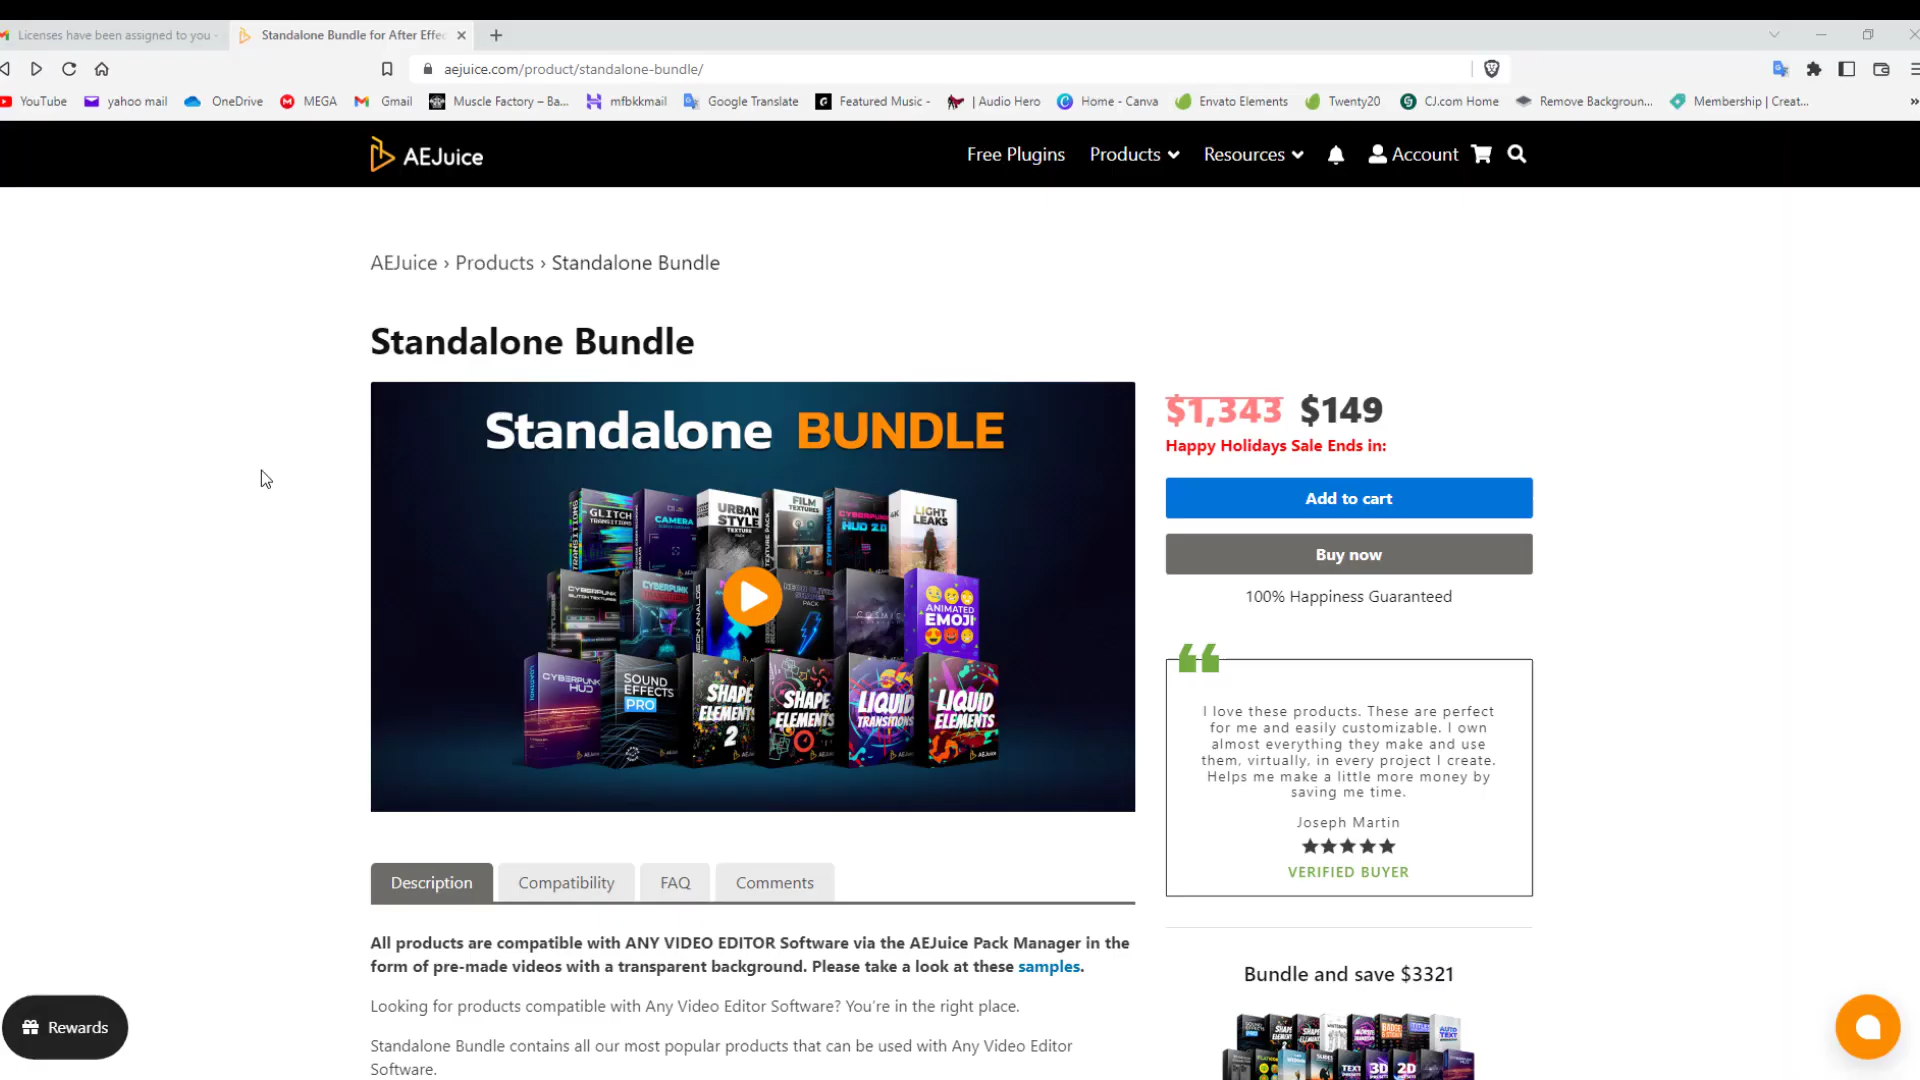 Licenses have been assigned to you -
Standalone Bundle for After Effec
aejuice.com/product/standalone-bundle/
YouTube
yahoo mail
OneDrive
MEGA
Gmail
Muscle Factory – Ba...
mfbkkmail
Google Translate
Featured Music -
| Audio Hero
Home - Canva
Envato Elements
Twenty20
CJ.com Home
Remove Backgroun...
Membership | Creat...
AEJuice
Free Plugins
Products
Resources
Account
AEJuice › Products › Standalone Bundle
Standalone Bundle
Standalone BUNDLE
GLITCH
TRANSITIONS
CAMERA
URBAN
STYLE
TEXTURE
PACK
FILM
TEXTURES
CYBERPUNK
HUD 2.0
LIGHT
LEAKS
CYBERPUNK
GLITCH TEXTURES
CYBERPUNK
NEON ANALOG
PACK
COSMIC
ANIMATED
EMOJI
CYBERPUNK
HUD
SOUND
EFFECTS
PRO
SHAPE
ELEMENTS
2
SHAPE
ELEMENTS
LIQUID
TRANSITIONS
LIQUID
ELEMENTS
$1,343 $149
Happy Holidays Sale Ends in:
Add to cart
Buy now
100% Happiness Guaranteed
I love these products. These are perfect
for me and easily customizable. I own
almost everything they make and use
them, virtually, in every project I create.
Helps me make a little more money by
saving me time.
Joseph Martin
VERIFIED BUYER
Description
Compatibility
FAQ
Comments
All products are compatible with ANY VIDEO EDITOR Software via the AEJuice Pack Manager in the
form of pre-made videos with a transparent background. Please take a look at these samples.
Looking for products compatible with Any Video Editor Software? You're in the right place.
Standalone Bundle contains all our most popular products that can be used with Any Video Editor
Software.
Bundle and save $3321
Rewards